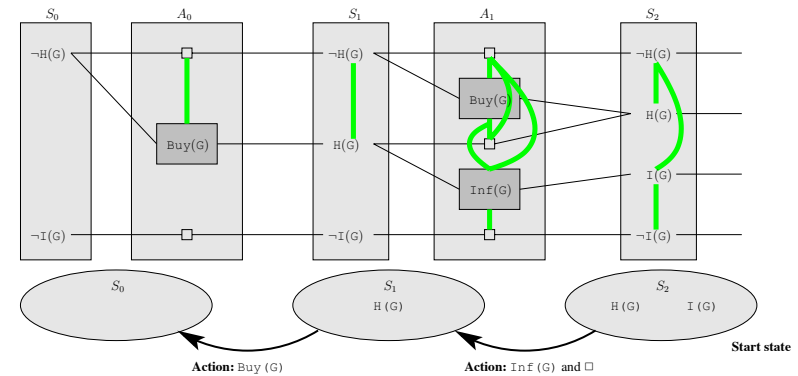 S0 A0 S1 A1 S2
¬H(G) ¬H(G) ¬H(G)
Buy(G)
H(G)
Buy(G) H(G)
Inf(G) I(G)
¬I(G) ¬I(G)
S0 S1 S2
H(G) H(G) I(G)
Start state
Action: Buy(G) Action: Inf(G) and □